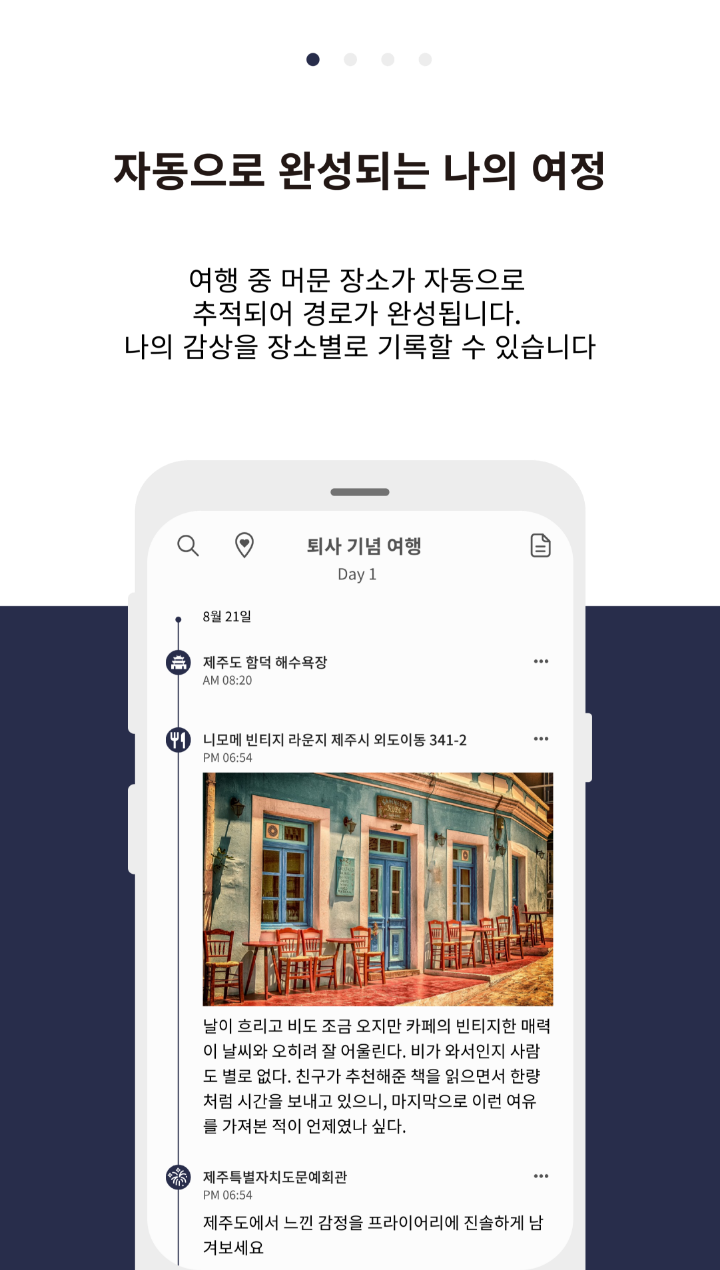 자동으로 완성되는 나의 여정
여행 중 머문 장소가 자동으로
추적되어 경로가 완성됩니다.
나의 감상을 장소별로 기록할 수 있습니다
퇴사 기념 여행
Day 1
8월 21일
제주도 함덕 해수욕장
AM 08:20
니모메 빈티지 라운지 제주시 외도이동 341-2
PM 06:54
날이 흐리고 비도 조금 오지만 카페의 빈티지한 매력
이 날씨와 오히려 잘 어울린다. 비가 와서인지 사람
도 별로 없다. 친구가 추천해준 책을 읽으면서 한량
처럼 시간을 보내고 있으니, 마지막으로 이런 여유
를 가져본 적이 언제였나 싶다.
제주특별자치도문예회관
PM 06:54
제주도에서 느낀 감정을 프라이어리에 진솔하게 남
겨보세요